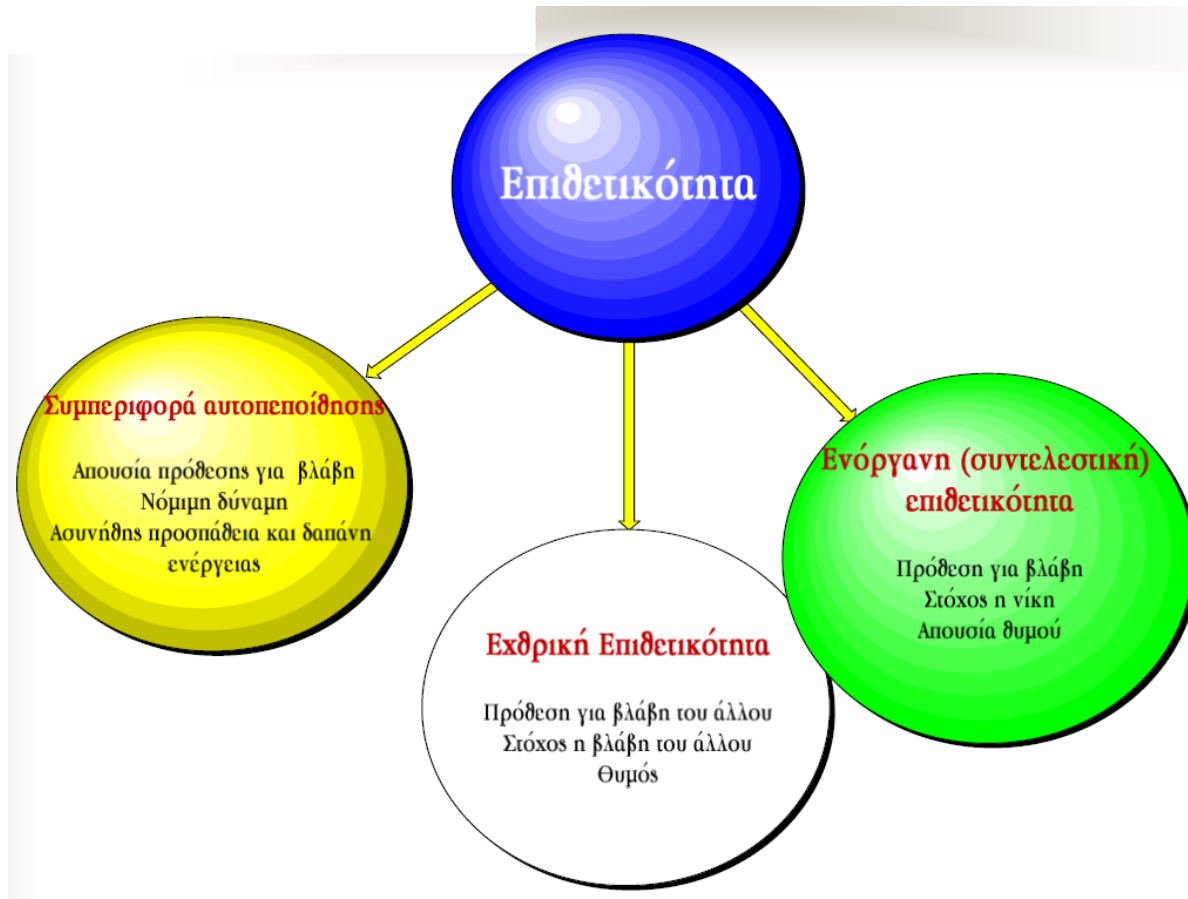 Επιθετικότητα
Συμπεριφορά αυτοπεποίθησης
Απουσία πρόθεσης για βλάβη
Νόμιμη δύναμη
Ασυνήθης προσπάθεια και δαπάνη
ενέργειας
Εχθρική Επιθετικότητα
Πρόθεση για βλάβη του άλλου
Στόχος η βλάβη του άλλου
Θυμός
Ενόργανη (συντελεστική)
επιθετικότητα
Πρόθεση για βλάβη
Στόχος η νίκη
Απουσία θυμού